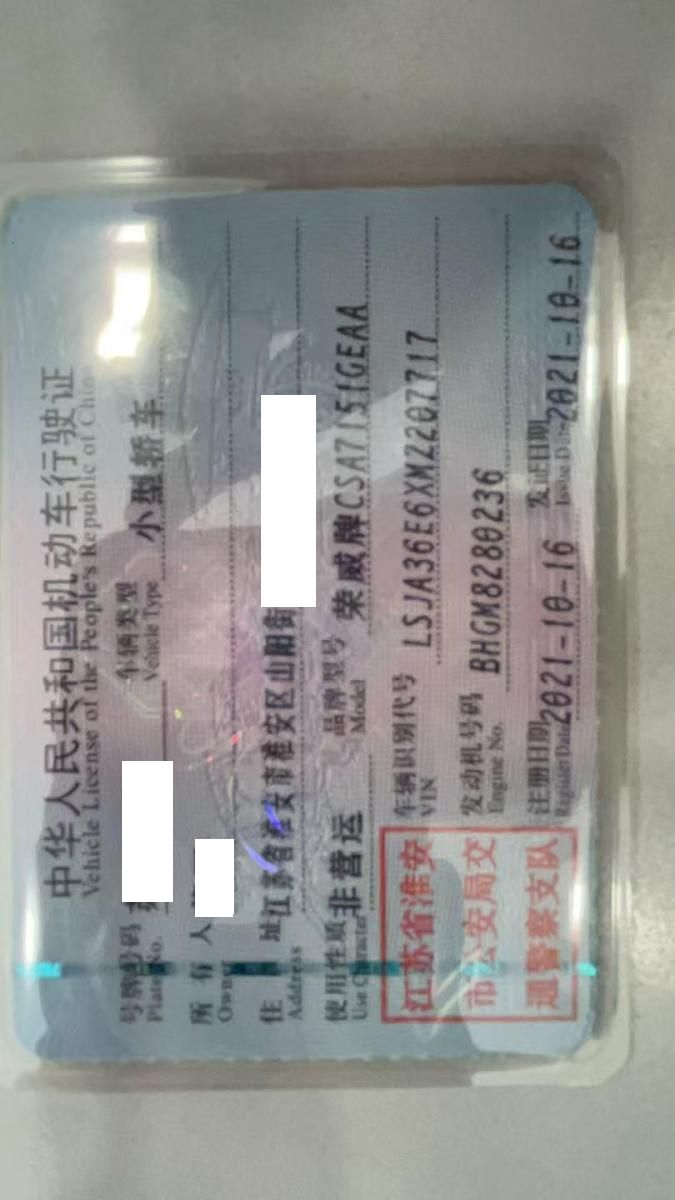 中华人民共和国机动车行驶证
Vehicle License of the People's Republic of China
号牌号码 车辆类型 小型轿车
Plate No. Vehicle Type
所有人
Owner
住址 江苏省淮安市淮安区山阳街
Address
使用性质 非营运 品牌型号 荣威牌CSA7151GEAA
Use Character Model
江苏省淮安
市公安局交
通警察支队
车辆识别代号 LSJA36E6XM2207717
VIN
发动机号码 BHGM8280236
Engine No.
注册日期 2021-10-16 发证日期 2021-10-16
Register Date Issue Date